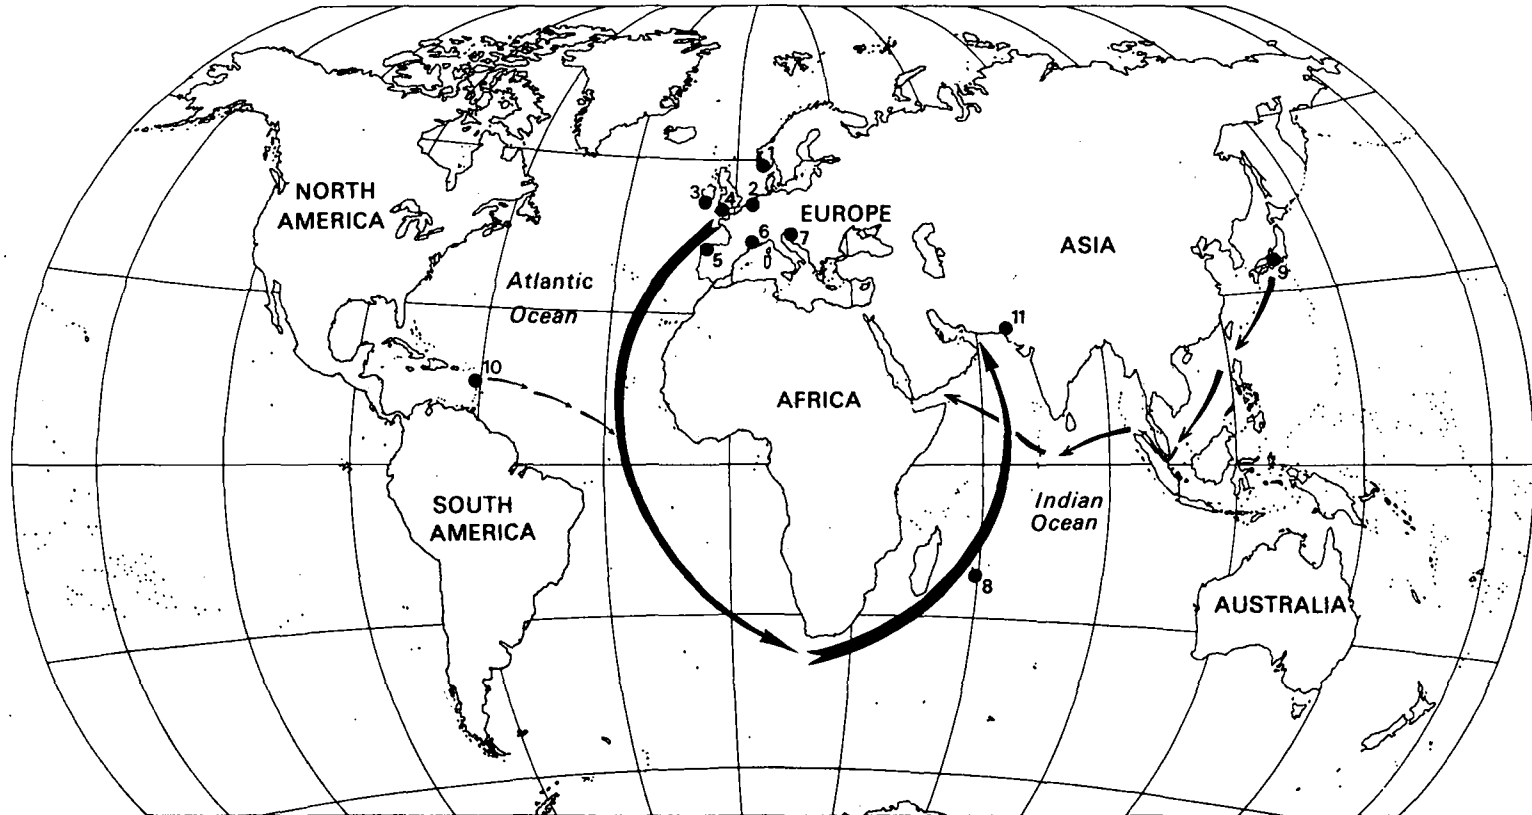 NORTH
AMERICA
EUROPE
ASIA
Atlantic
Ocean
AFRICA
SOUTH
AMERICA
Indian
Ocean
AUSTRALIA
1
2
3
4
5
6
7
8
9
10
11